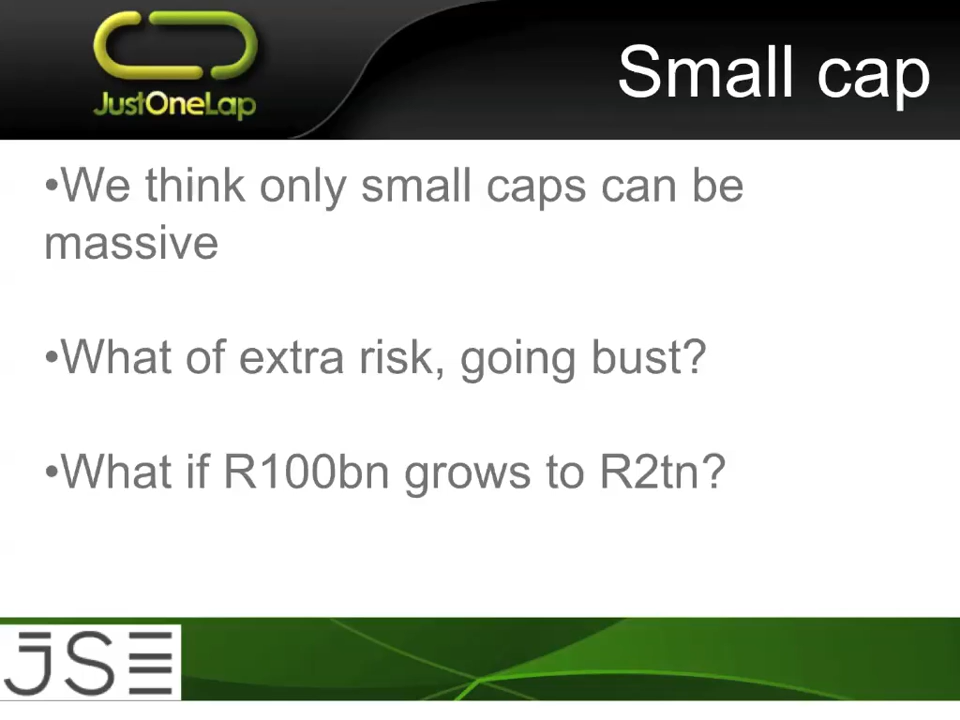 JustOneLap
Small cap
•We think only small caps can be
massive
•What of extra risk, going bust?
•What if R100bn grows to R2tn?
JSE